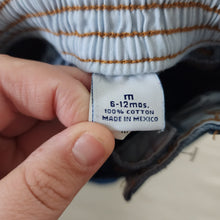 m
6-12mos.
100% COTTON
MADE IN MEXICO